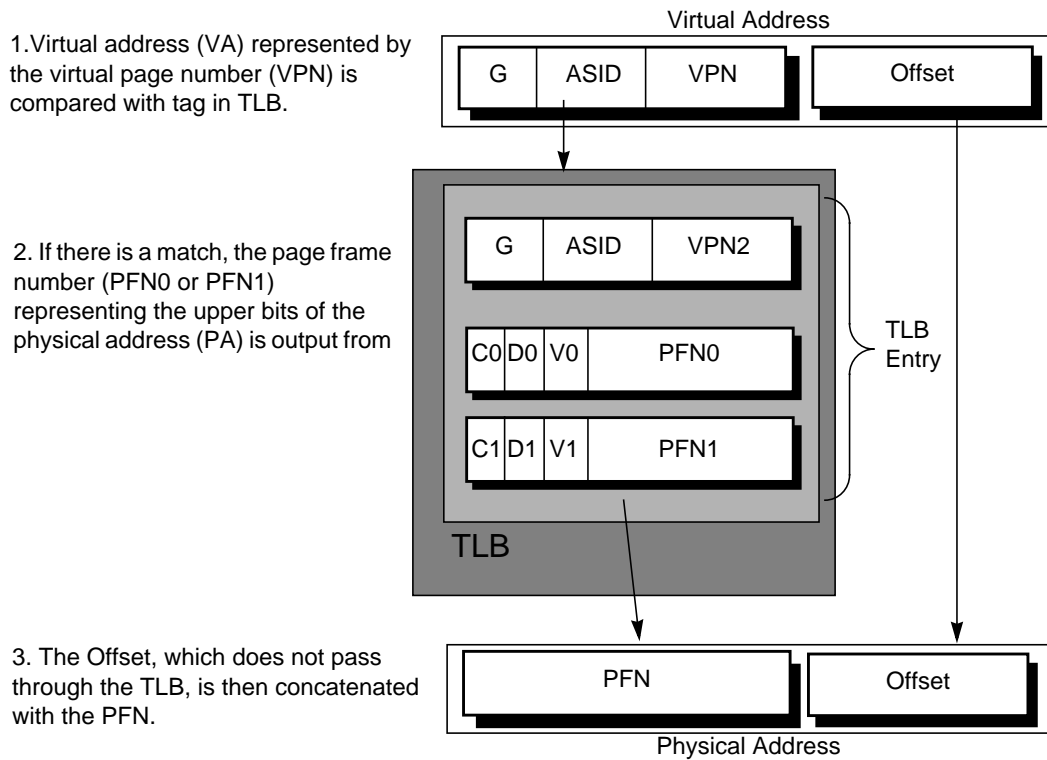 Virtual Address
1.Virtual address (VA) represented by
the virtual page number (VPN) is
compared with tag in TLB.
G ASID VPN Offset
2. If there is a match, the page frame
number (PFN0 or PFN1)
representing the upper bits of the
physical address (PA) is output from
G ASID VPN2
C0 D0 V0 PFN0
C1 D1 V1 PFN1
TLB
Entry
TLB
3. The Offset, which does not pass
through the TLB, is then concatenated
with the PFN.
PFN Offset
Physical Address